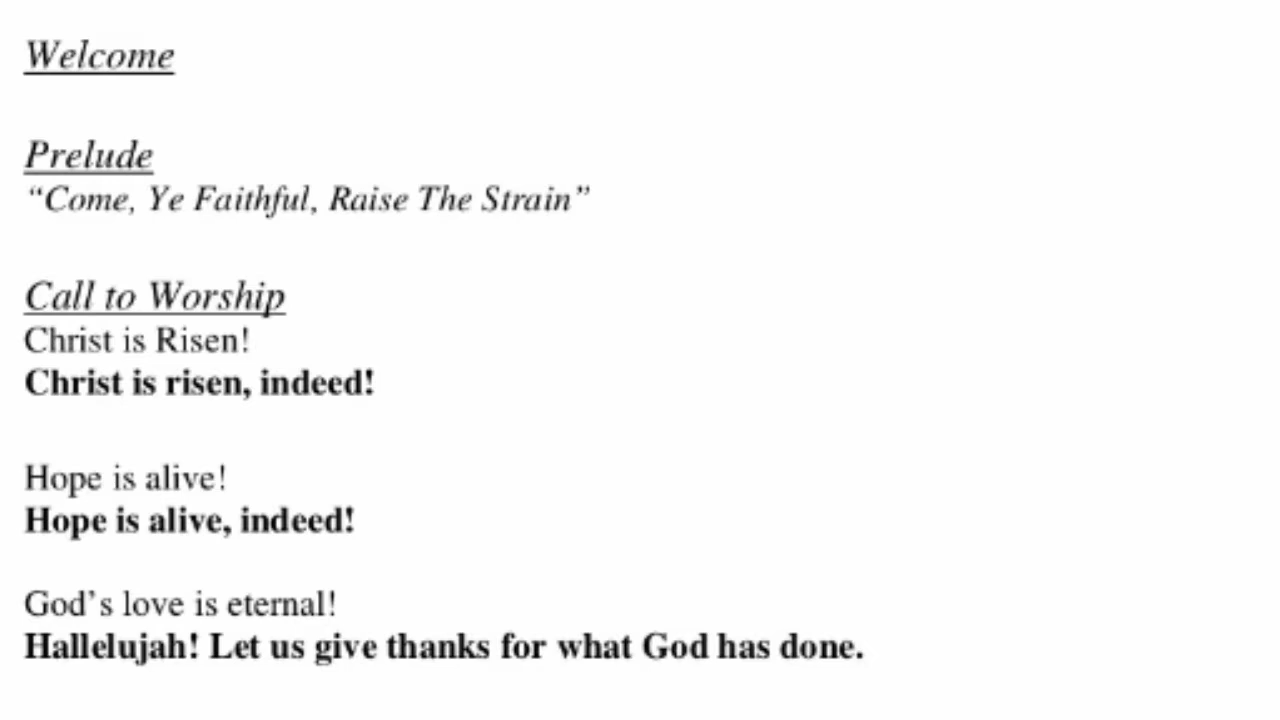 Welcome
Prelude
“Come, Ye Faithful, Raise The Strain”
Call to Worship
Christ is Risen!
Christ is risen, indeed!
Hope is alive!
Hope is alive, indeed!
God’s love is eternal!
Hallelujah! Let us give thanks for what God has done.